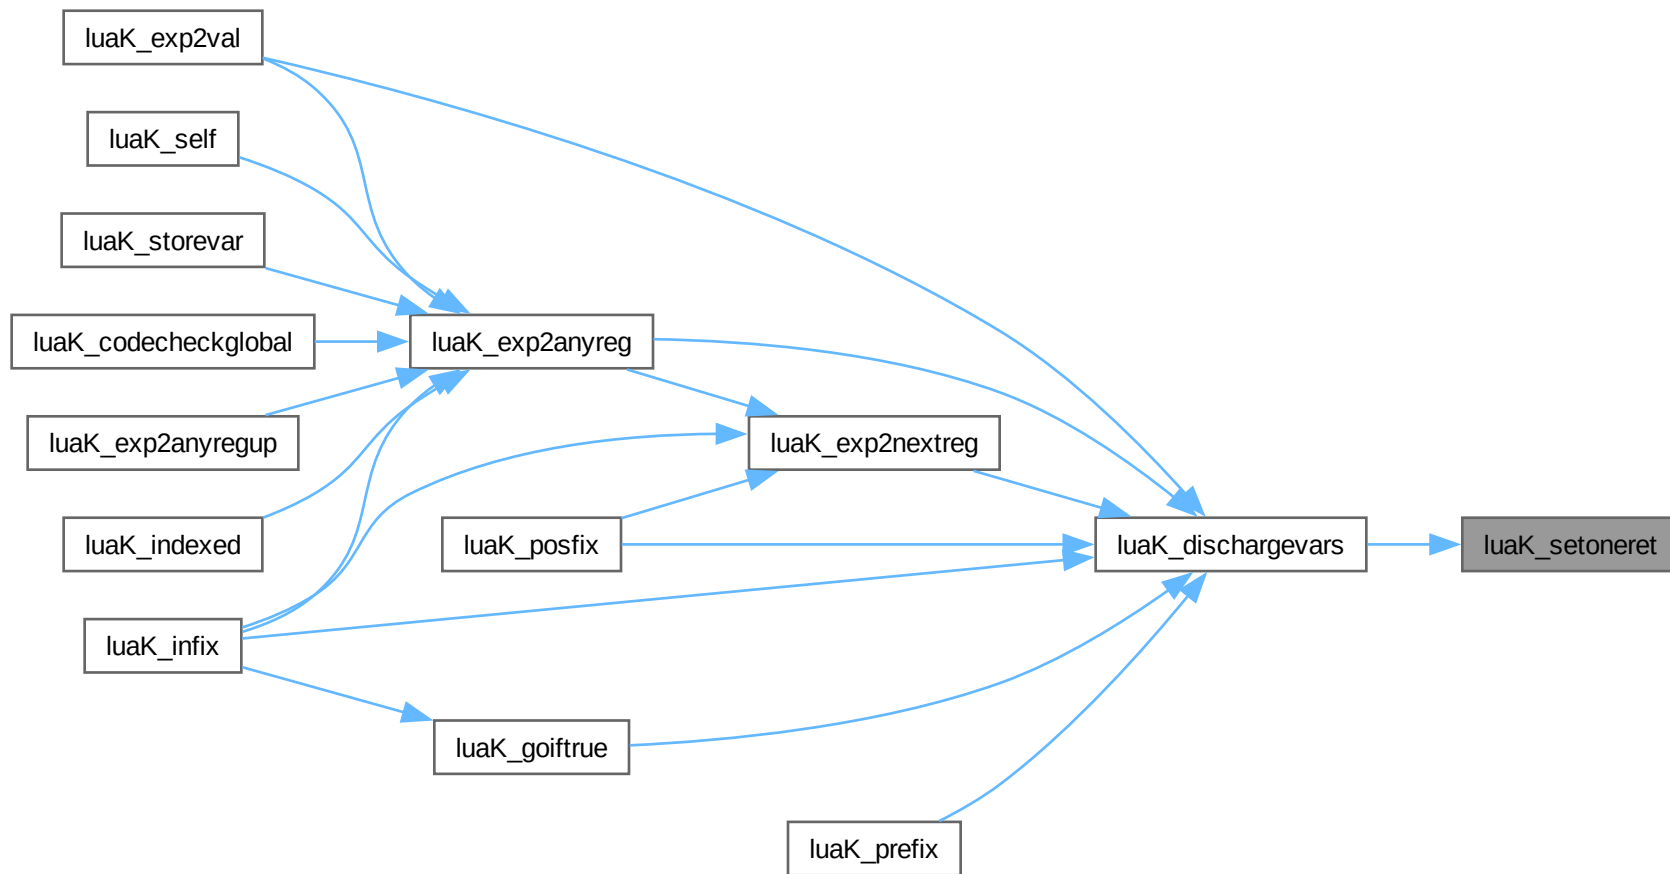 luaK_exp2val
luaK_self
luaK_storevar
luaK_codecheckglobal
luaK_exp2anyreg
luaK_exp2anyregup
luaK_exp2nextreg
luaK_indexed
luaK_posfix
luaK_dischargevars
luaK_setoneret
luaK_infix
luaK_goiftrue
luaK_prefix